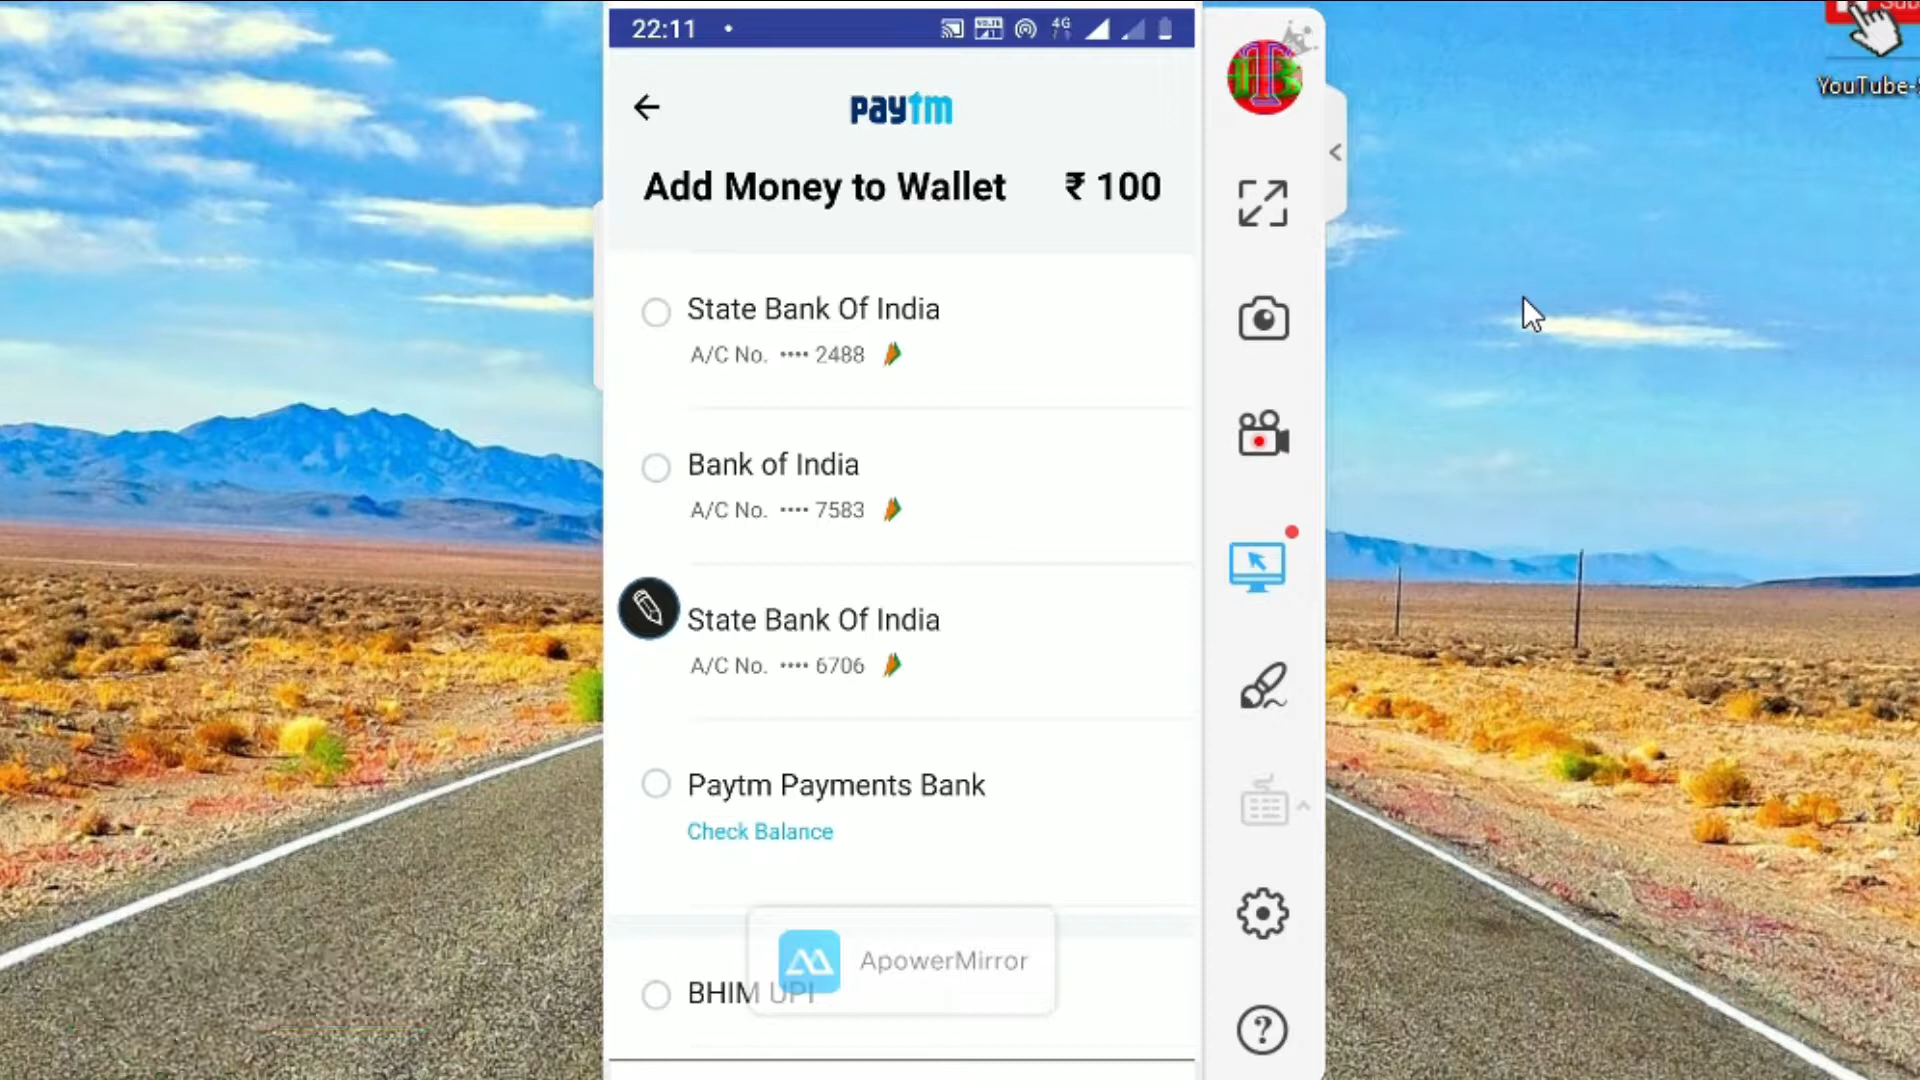 22:11
4G
paytm
Add Money to Wallet ₹ 100
State Bank Of India
A/C No. •••• 2488
Bank of India
A/C No. •••• 7583
State Bank Of India
A/C No. •••• 6706
Paytm Payments Bank
Check Balance
ApowerMirror
BHIM UPI
YouTube-